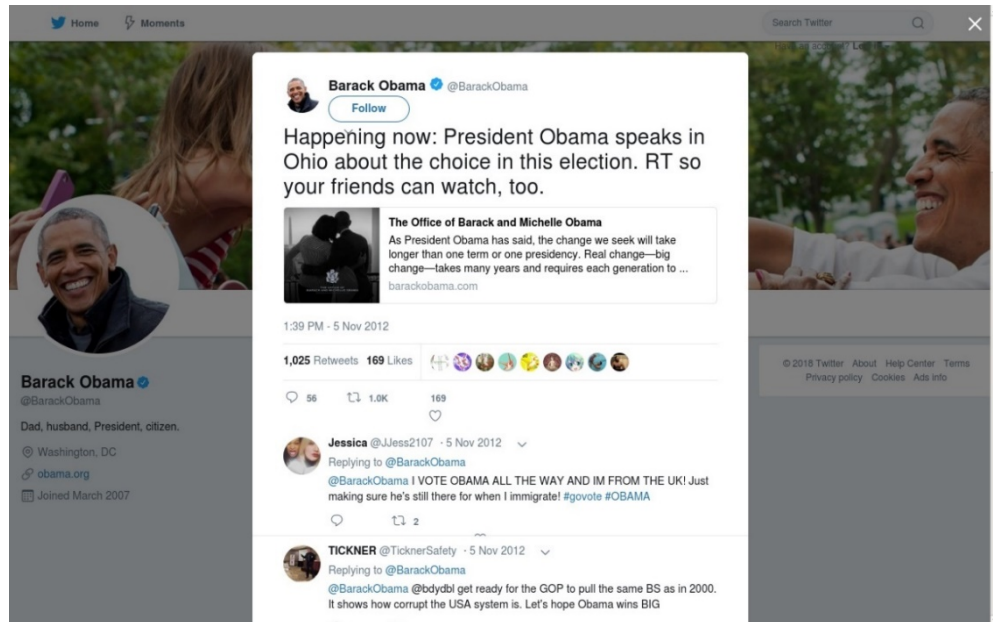 Home
Moments
Search Twitter
Barack Obama @BarackObama
Follow
Happening now: President Obama speaks in
Ohio about the choice in this election. RT so
your friends can watch, too.
The Office of Barack and Michelle Obama
As President Obama has said, the change we seek will take
longer than one term or one presidency. Real change—big
change—takes many years and requires each generation to ...
barackobama.com
1:39 PM - 5 Nov 2012
1,025 Retweets 169 Likes
56 1.0K 169
Jessica @JJess2107 · 5 Nov 2012
Replying to @BarackObama
@BarackObama I VOTE OBAMA ALL THE WAY AND IM FROM THE UK! Just
making sure he's still there for when I immigrate! #govote #OBAMA
2
TICKNER @TicknerSafety · 5 Nov 2012
Replying to @BarackObama
@BarackObama @bdydbl get ready for the GOP to pull the same BS as in 2000.
It shows how corrupt the USA system is. Let's hope Obama wins BIG
Barack Obama
@BarackObama
Dad, husband, President, citizen.
Washington, DC
obama.org
Joined March 2007
© 2018 Twitter About Help Center Terms
Privacy policy Cookies Ads info